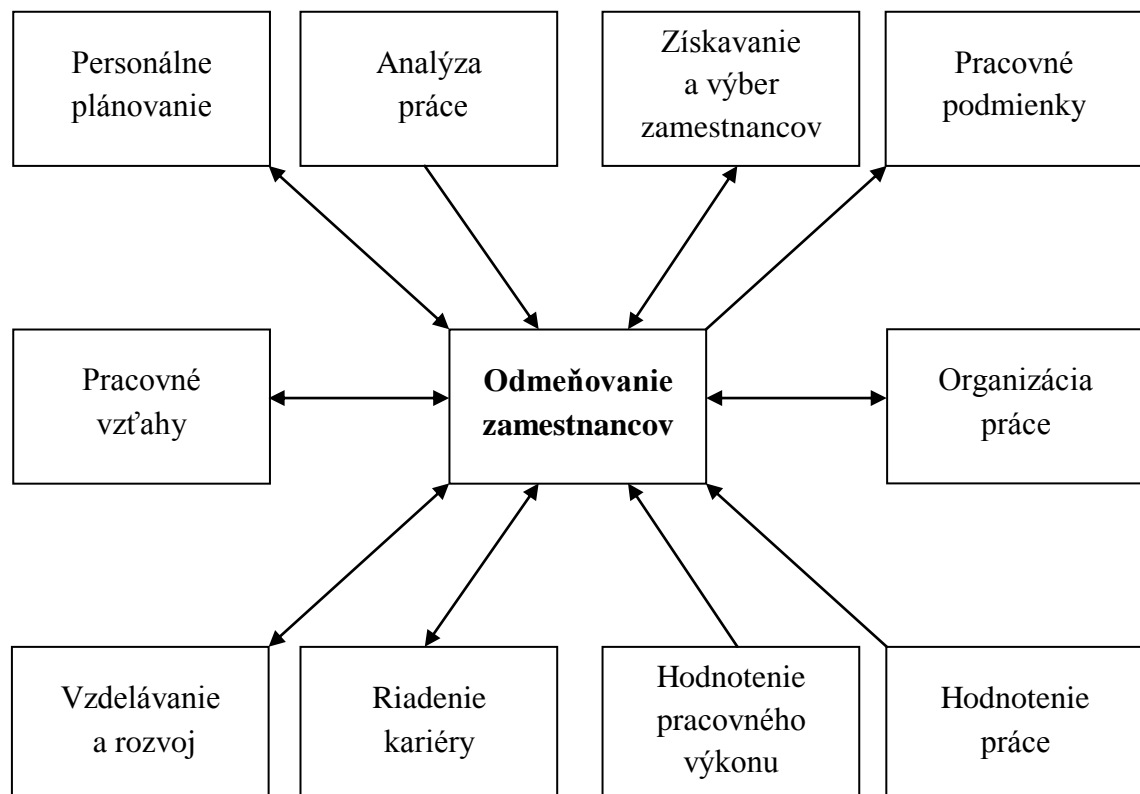 Personálne
plánovanie
Analýza
práce
Získavanie
a výber
zamestnancov
Pracovné
podmienky
Pracovné
vzťahy
Odmeňovanie
zamestnancov
Organizácia
práce
Vzdelávanie
a rozvoj
Riadenie
kariéry
Hodnotenie
pracovného
výkonu
Hodnotenie
práce